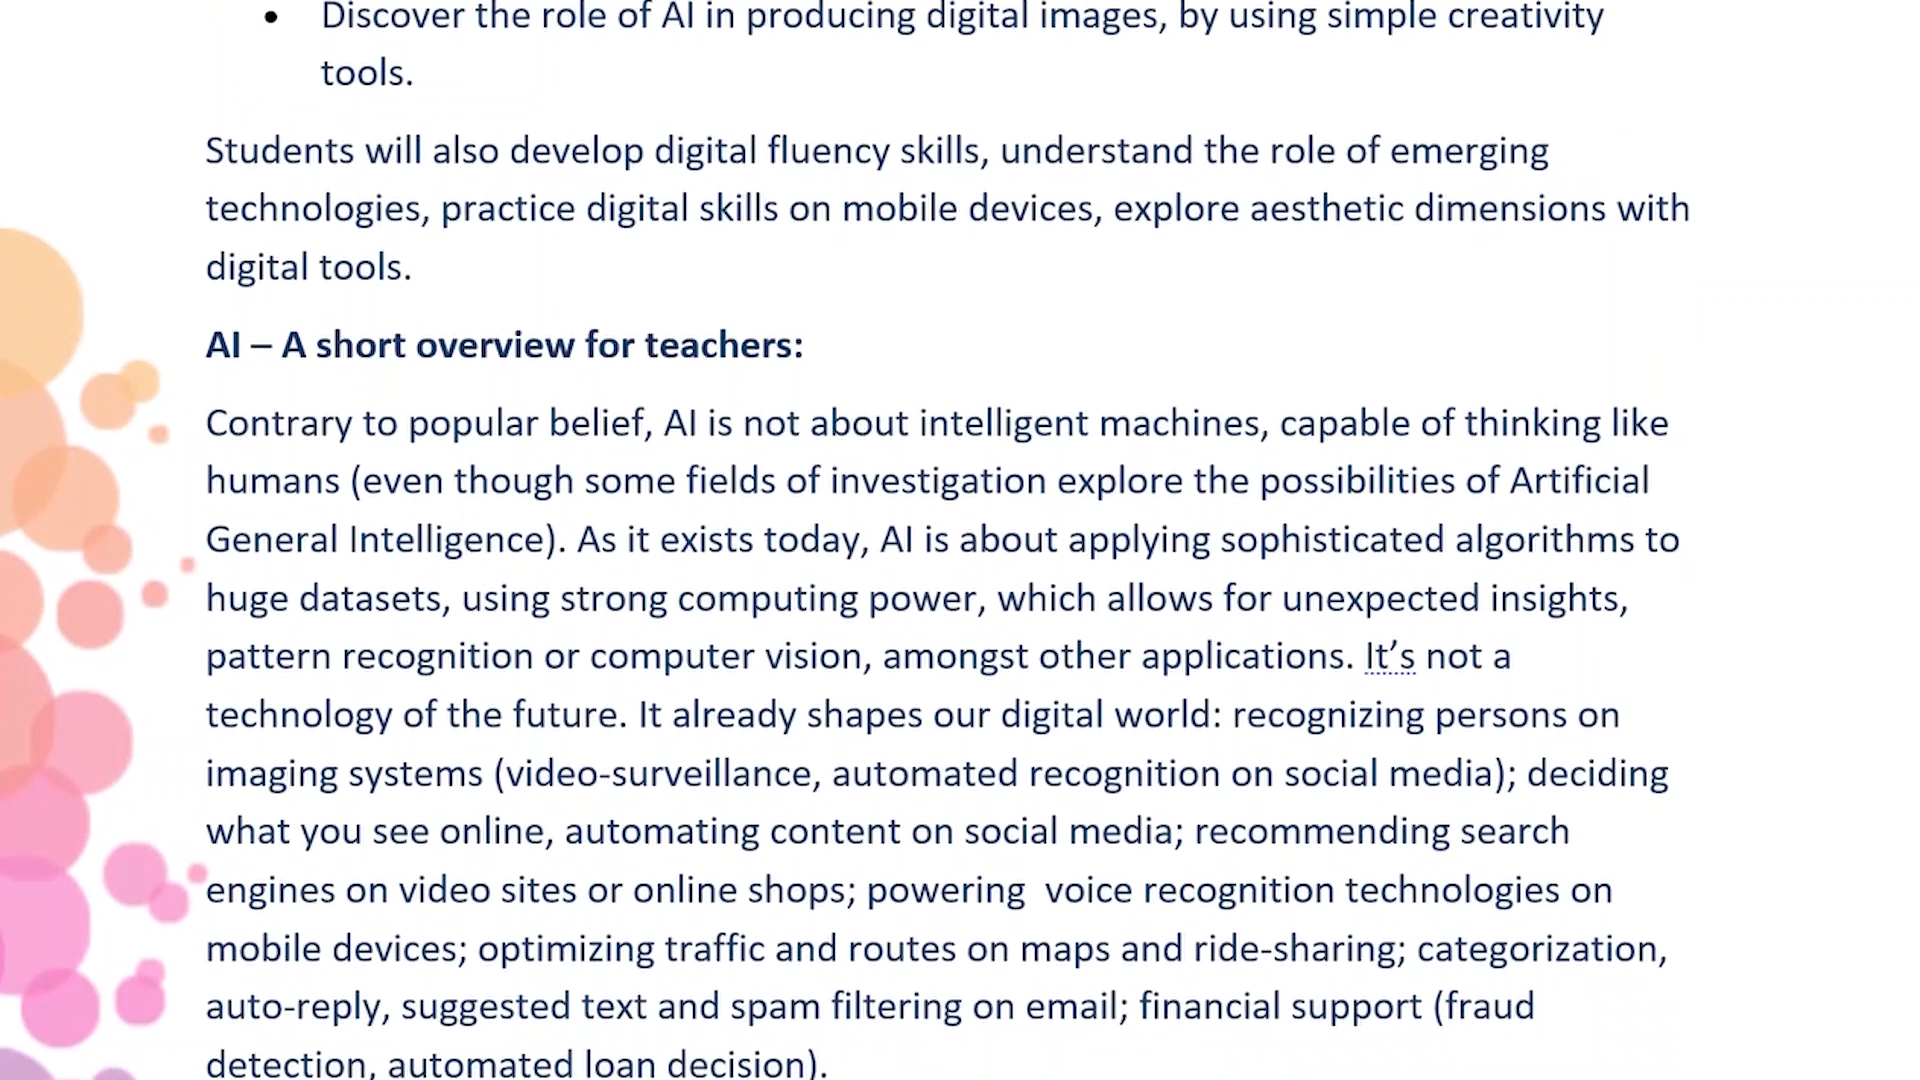 • Discover the role of AI in producing digital images, by using simple creativity
tools.
Students will also develop digital fluency skills, understand the role of emerging
technologies, practice digital skills on mobile devices, explore aesthetic dimensions with
digital tools.
AI – A short overview for teachers:
Contrary to popular belief, AI is not about intelligent machines, capable of thinking like
humans (even though some fields of investigation explore the possibilities of Artificial
General Intelligence). As it exists today, AI is about applying sophisticated algorithms to
huge datasets, using strong computing power, which allows for unexpected insights,
pattern recognition or computer vision, amongst other applications. It’s not a
technology of the future. It already shapes our digital world: recognizing persons on
imaging systems (video-surveillance, automated recognition on social media); deciding
what you see online, automating content on social media; recommending search
engines on video sites or online shops; powering  voice recognition technologies on
mobile devices; optimizing traffic and routes on maps and ride-sharing; categorization,
auto-reply, suggested text and spam filtering on email; financial support (fraud
detection, automated loan decision).